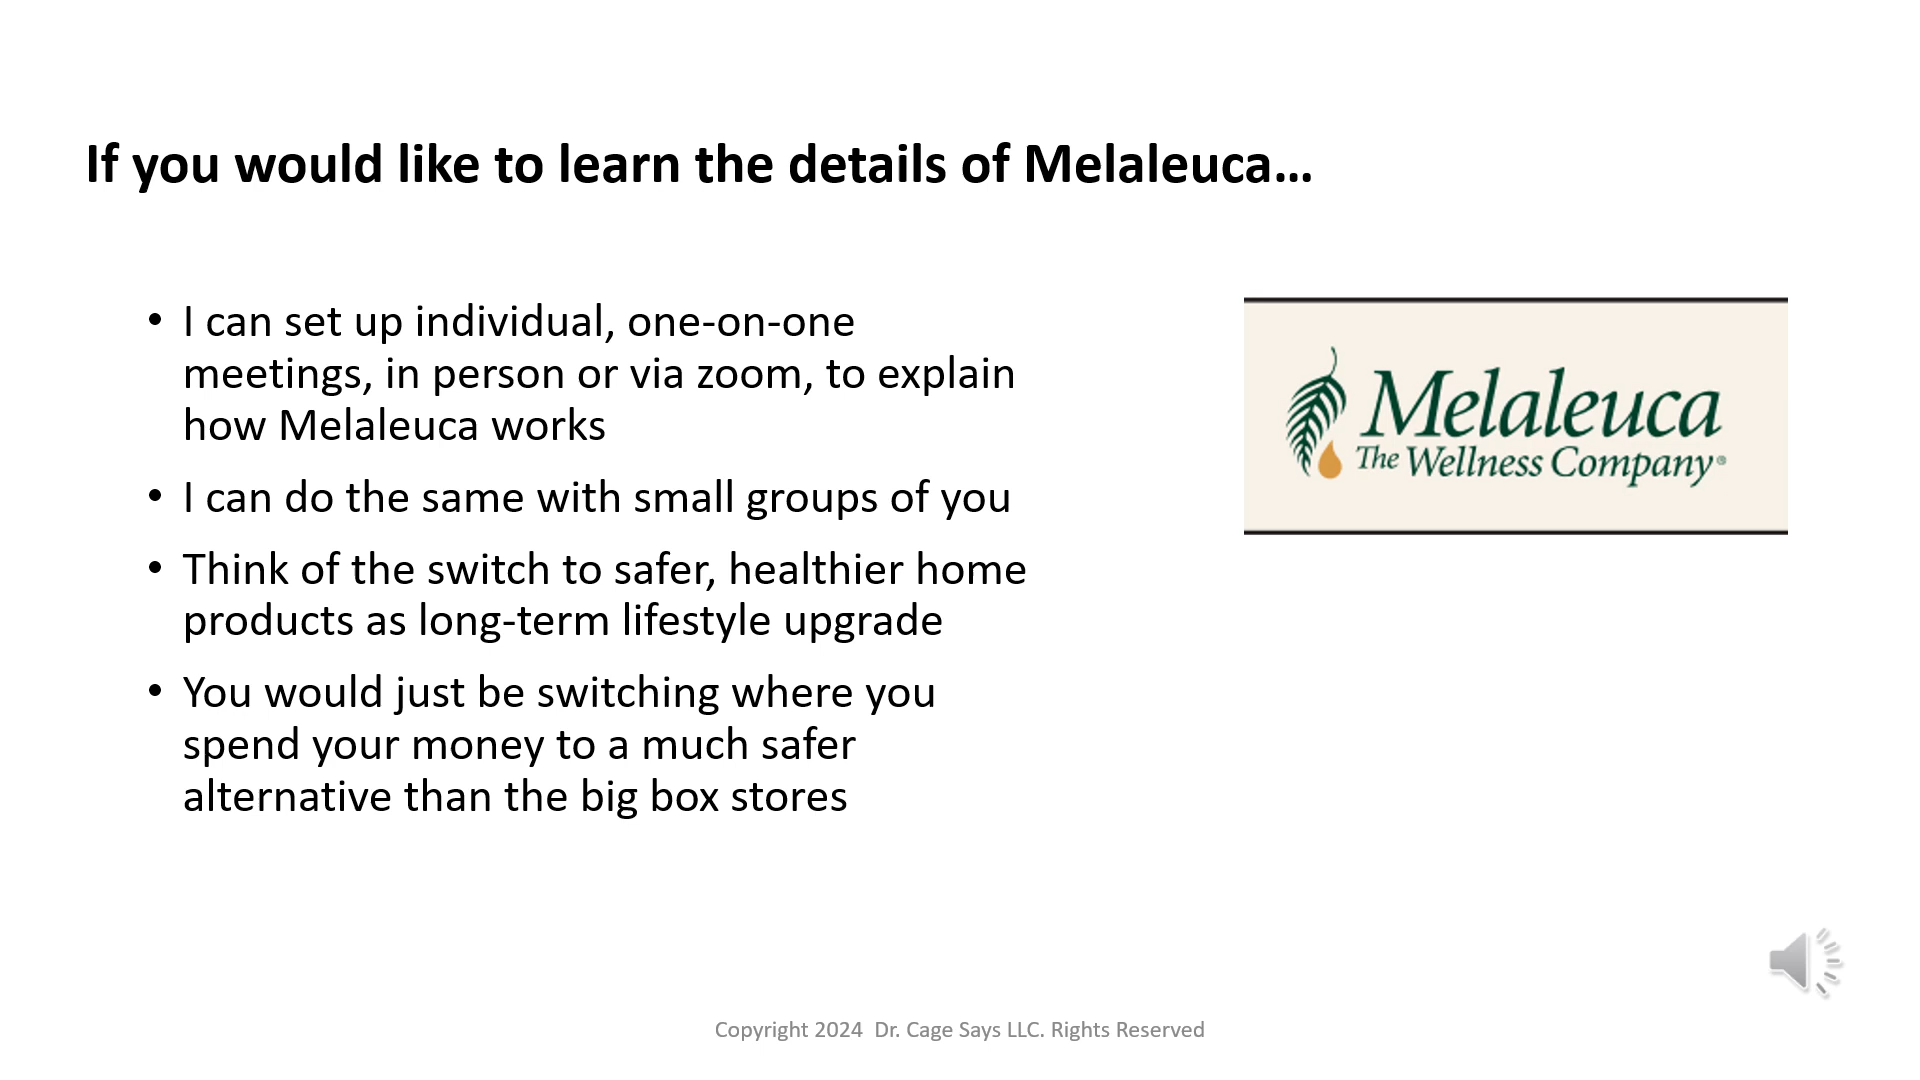 If you would like to learn the details of Melaleuca…
• I can set up individual, one-on-one
meetings, in person or via zoom, to explain
how Melaleuca works
• I can do the same with small groups of you
• Think of the switch to safer, healthier home
products as long-term lifestyle upgrade
• You would just be switching where you
spend your money to a much safer
alternative than the big box stores
Melaleuca
The Wellness Company®
Copyright 2024  Dr. Cage Says LLC. Rights Reserved